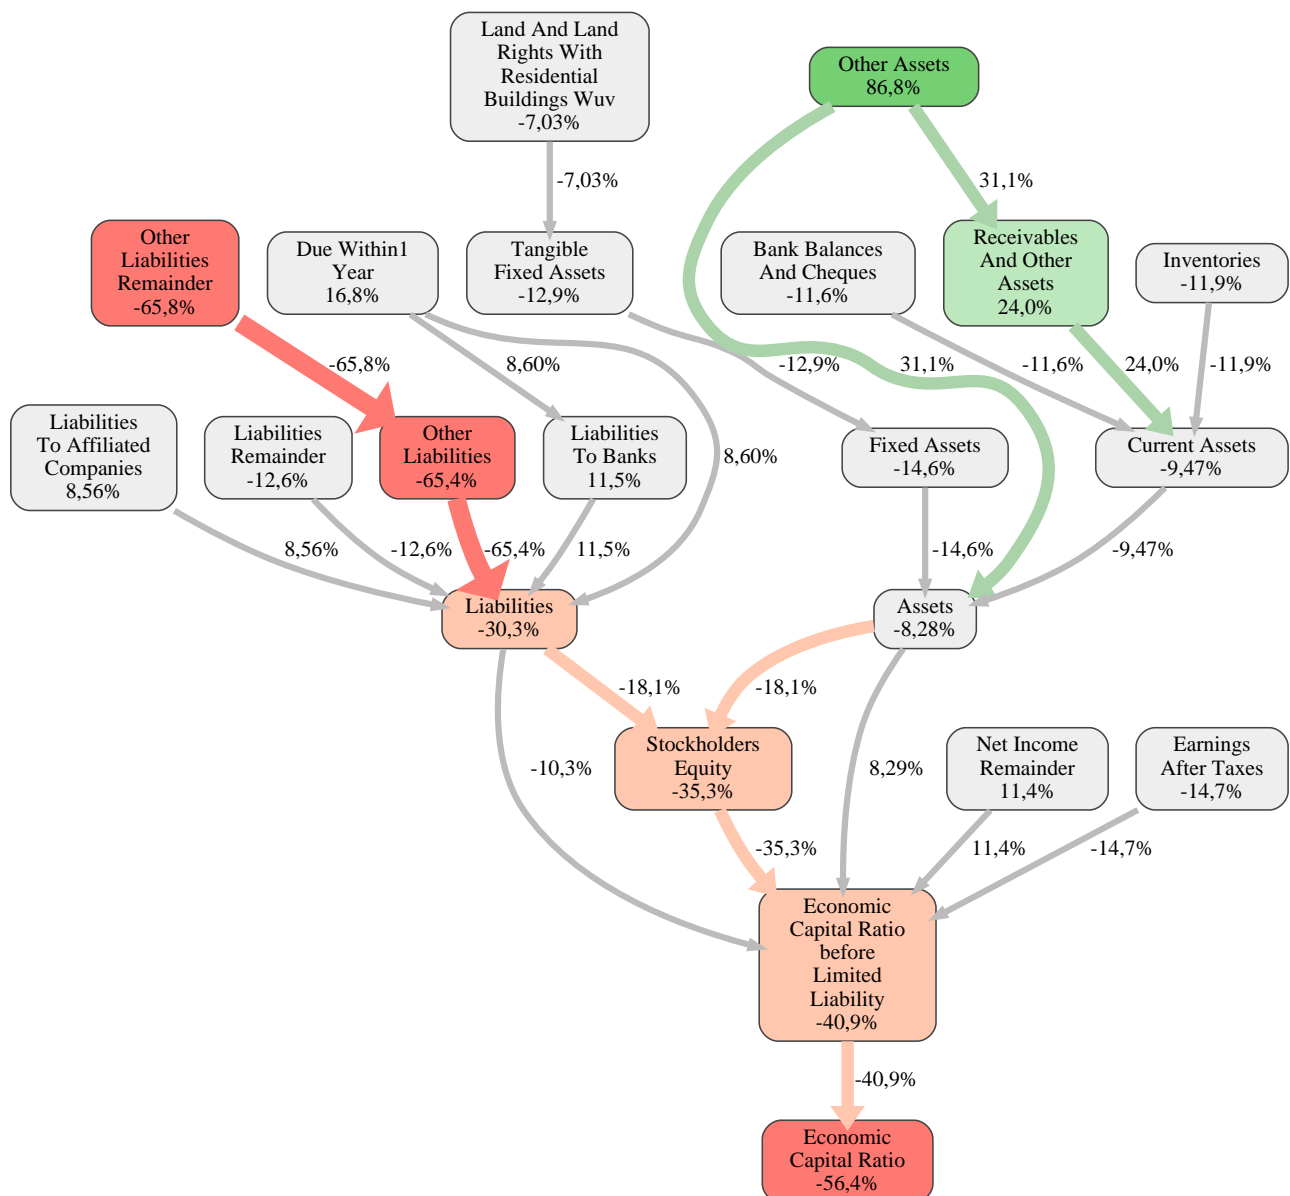 Land And Land
Rights With
Residential
Buildings Wuv
-7,03%
Other Assets
86,8%
-7,03%
31,1%
Other
Liabilities
Remainder
-65,8%
Due Within1
Year
16,8%
Tangible
Fixed Assets
-12,9%
Bank Balances
And Cheques
-11,6%
Receivables
And Other
Assets
24,0%
Inventories
-11,9%
-65,8%
8,60%
-12,9%
31,1%
-11,6%
24,0%
-11,9%
Liabilities
To Affiliated
Companies
8,56%
Liabilities
Remainder
-12,6%
Other
Liabilities
-65,4%
Liabilities
To Banks
11,5%
8,60%
Fixed Assets
-14,6%
Current Assets
-9,47%
8,56%
-12,6%
-65,4%
11,5%
-14,6%
-9,47%
Liabilities
-30,3%
Assets
-8,28%
-18,1%
-18,1%
Stockholders
Equity
-35,3%
Net Income
Remainder
11,4%
Earnings
After Taxes
-14,7%
-10,3%
8,29%
-35,3%
11,4%
-14,7%
Economic
Capital Ratio
before
Limited
Liability
-40,9%
-40,9%
Economic
Capital Ratio
-56,4%